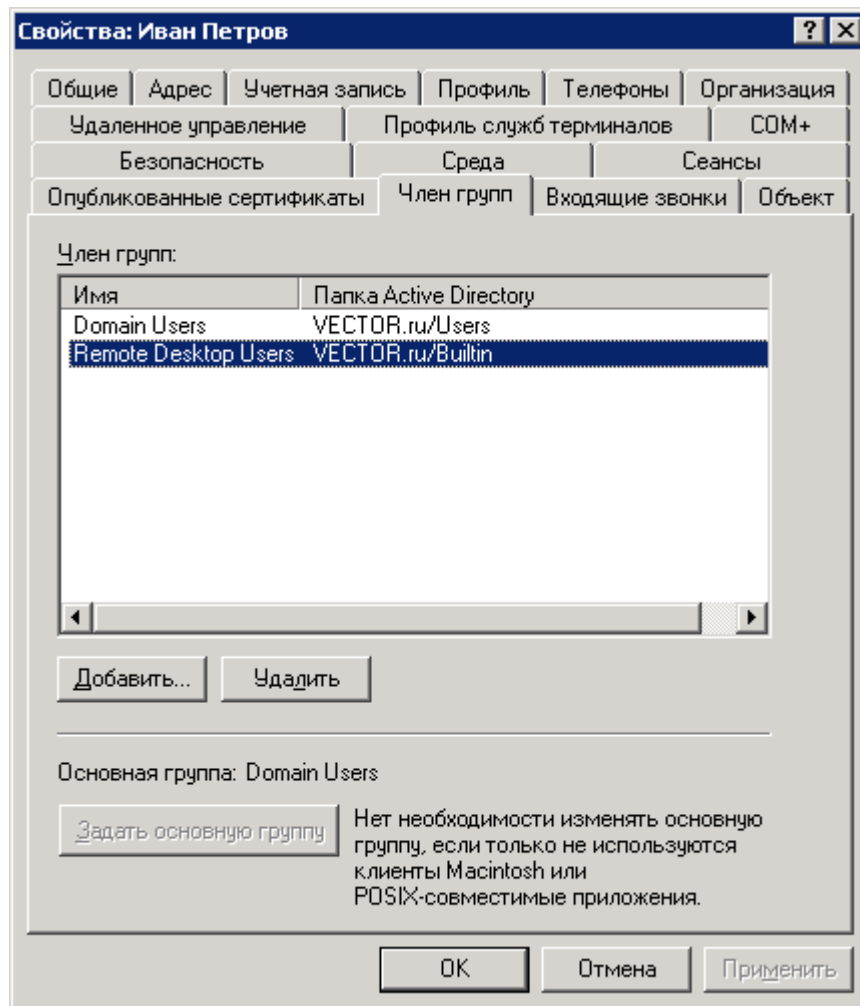 Свойства: Иван Петров
Общие Адрес Учетная запись Профиль Телефоны Организация
Удаленное управление Профиль служб терминалов COM+
Безопасность Среда Сеансы
Опубликованные сертификаты Член групп Входящие звонки Объект
Член групп:
Имя Папка Active Directory
Domain Users VECTOR.ru/Users
Remote Desktop Users VECTOR.ru/Builtin
Добавить... Удалить
Основная группа: Domain Users
Задать основную группу
Нет необходимости изменять основную
группу, если только не используются
клиенты Macintosh или
POSIX-совместимые приложения.
OK Отмена Применить